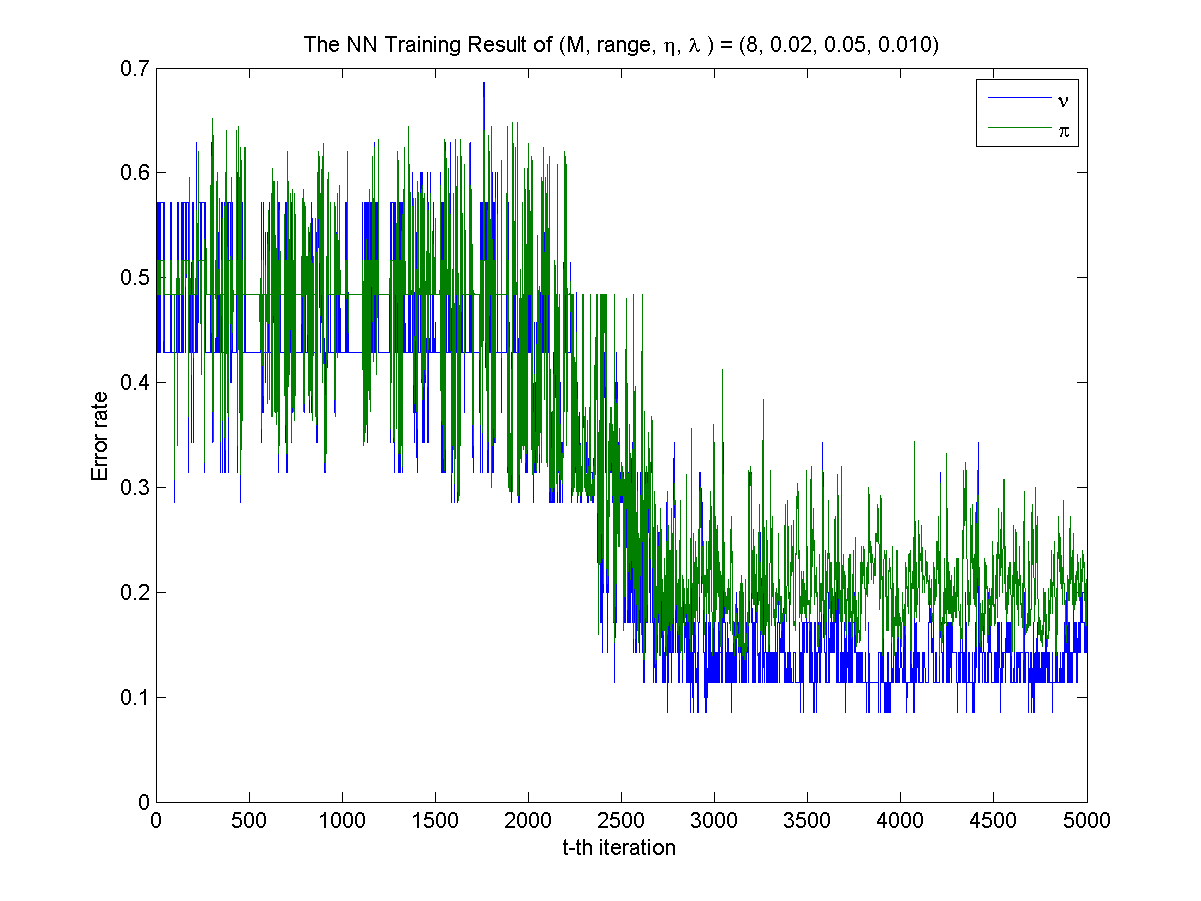 The NN Training Result of (M, range, η, λ ) = (8, 0.02, 0.05, 0.010)
ν
π
0.7
0.6
0.5
0.4
0.3
0.2
0.1
0
Error rate
0 500 1000 1500 2000 2500 3000 3500 4000 4500 5000
t-th iteration